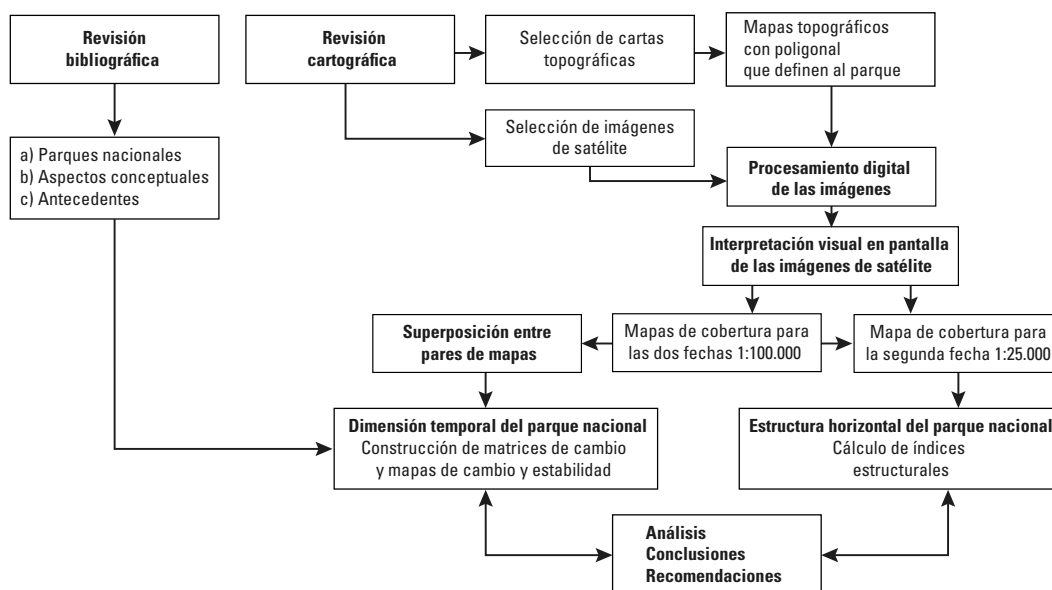 Revisión
bibliográfica
Revisión
cartográfica
Selección de cartas
topográficas
Mapas topográficos
con poligonal
que definen al parque
a) Parques nacionales
b) Aspectos conceptuales
c) Antecedentes
Selección de imágenes
de satélite
Procesamiento digital
de las imágenes
Interpretación visual en pantalla
de las imágenes de satélite
Superposición entre
pares de mapas
Mapas de cobertura para
las dos fechas 1:100.000
Mapa de cobertura para
la segunda fecha 1:25.000
Dimensión temporal del parque nacional
Construcción de matrices de cambio
y mapas de cambio y estabilidad
Estructura horizontal del parque nacional
Cálculo de índices
estructurales
Análisis
Conclusiones
Recomendaciones